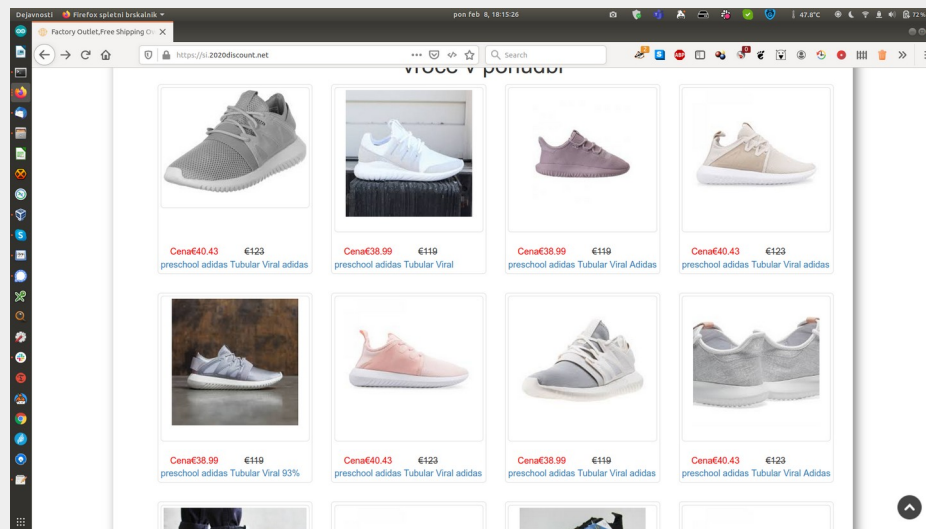 Dejavnosti Firefox spletni brskalnik pon feb 8, 18:15:26 47.8°C 72 %
Factory Outlet,Free Shipping O
https://si.2020discount.net Search
vroče v ponudbi
Cena€40.43 €123
preschool adidas Tubular Viral adidas
Cena€38.99 €119
preschool adidas Tubular Viral
Cena€38.99 €119
preschool adidas Tubular Viral Adidas
Cena€40.43 €123
preschool adidas Tubular Viral adidas
Cena€38.99 €119
preschool adidas Tubular Viral 93%
Cena€40.43 €123
preschool adidas Tubular Viral adidas
Cena€38.99 €119
preschool adidas Tubular Viral adidas
Cena€40.43 €123
preschool adidas Tubular Viral Adidas